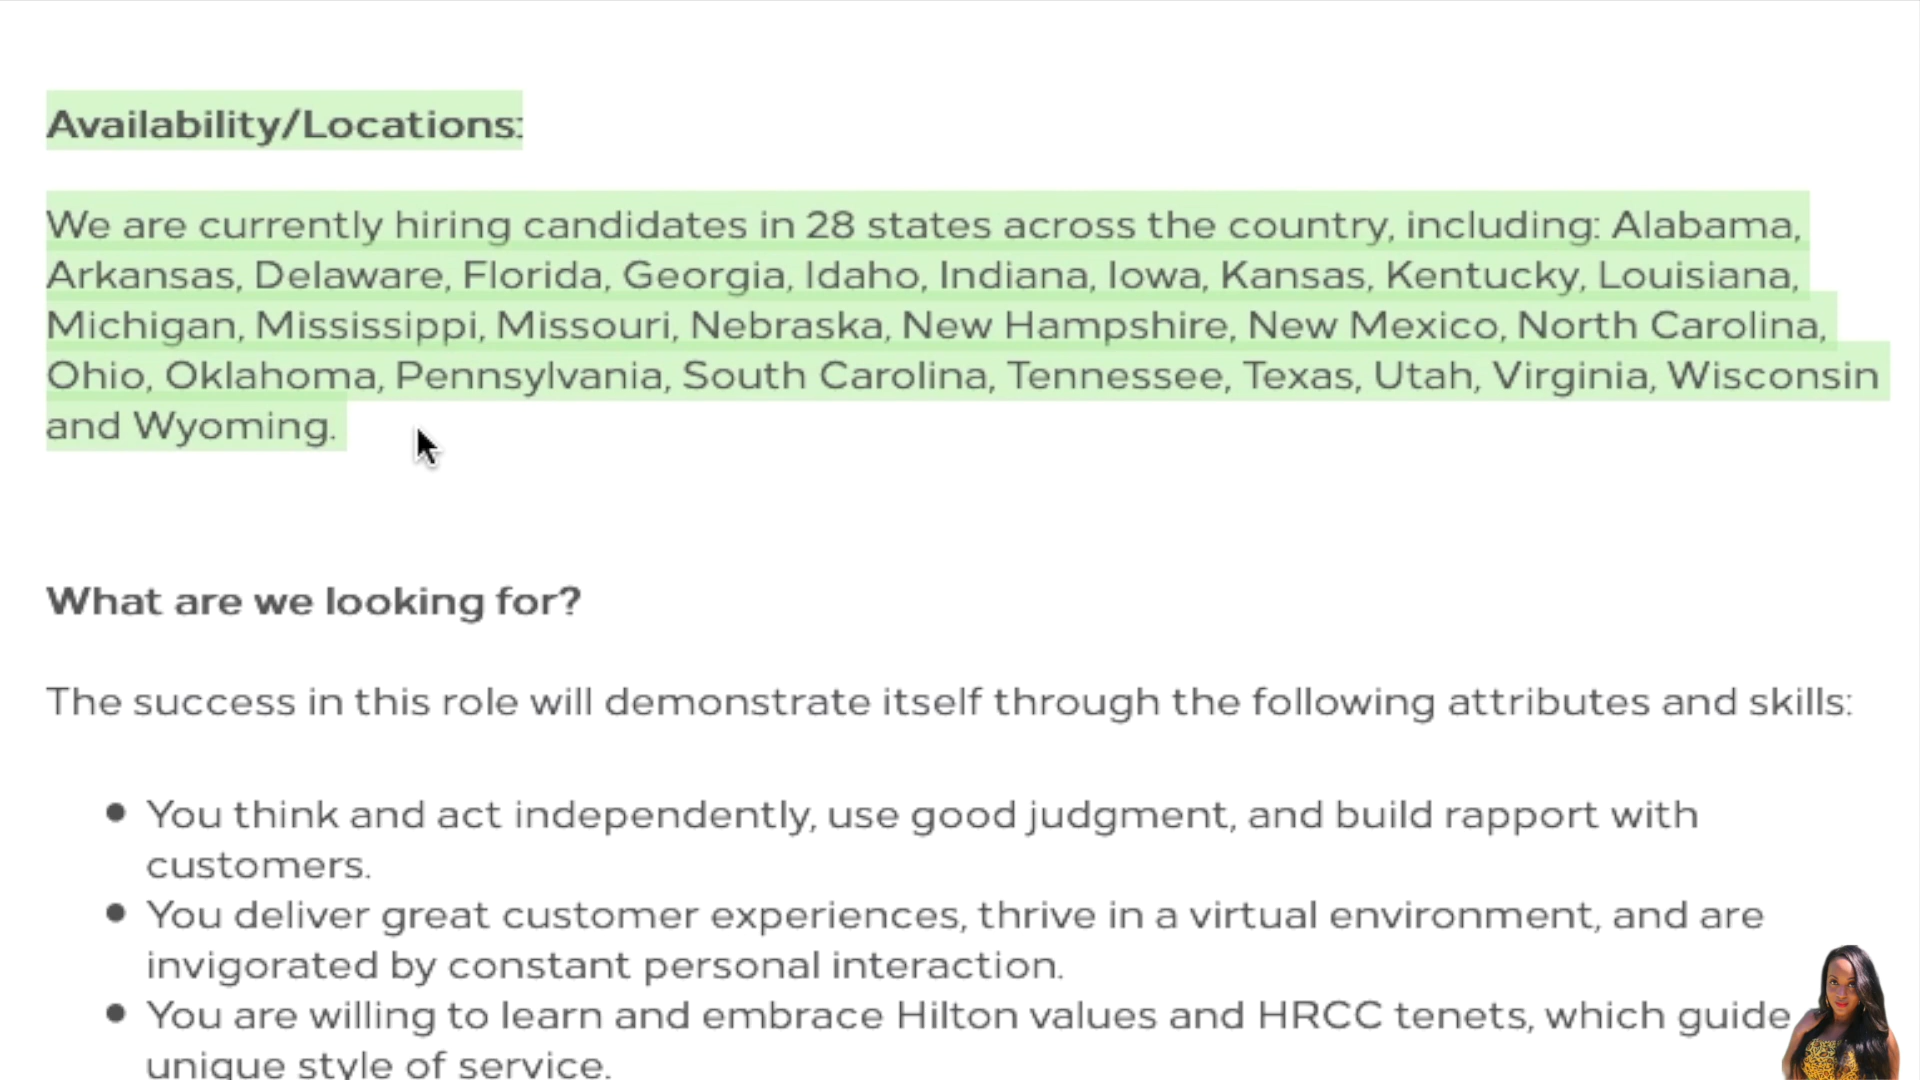 Availability/Locations:
We are currently hiring candidates in 28 states across the country, including: Alabama,
Arkansas, Delaware, Florida, Georgia, Idaho, Indiana, Iowa, Kansas, Kentucky, Louisiana,
Michigan, Mississippi, Missouri, Nebraska, New Hampshire, New Mexico, North Carolina,
Ohio, Oklahoma, Pennsylvania, South Carolina, Tennessee, Texas, Utah, Virginia, Wisconsin
and Wyoming.
What are we looking for?
The success in this role will demonstrate itself through the following attributes and skills:
● You think and act independently, use good judgment, and build rapport with
customers.
● You deliver great customer experiences, thrive in a virtual environment, and are
invigorated by constant personal interaction.
● You are willing to learn and embrace Hilton values and HRCC tenets, which guide
unique style of service.